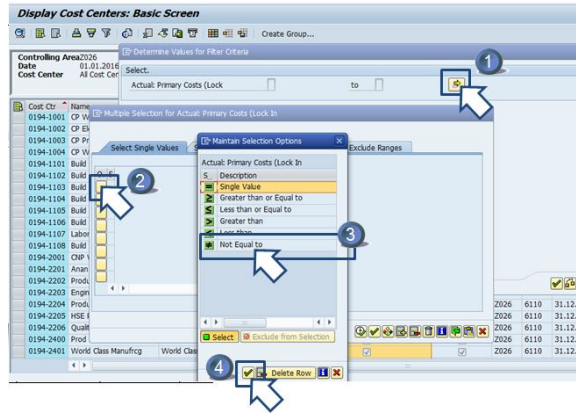 Display Cost Centers: Basic Screen
Create Group...
Controlling Area Z026
Date 01.01.2016
Cost Center All Cost Cer
Determine Values for Filter Criteria
Select.
Actual: Primary Costs (Lock to
1
Cost Ctr Name
Multiple Selection for Actual: Primary Costs (Lock In
0194-1001 CP W
0194-1002 CP El
0194-1003 CP Pr
0194-1004 CP W
0194-1101 Build
0194-1102 Build
0194-1103 Build
0194-1104 Build
0194-1105 Build
0194-1106 Build
0194-1107 Labor
0194-1108 Build
0194-2001 CNP
0194-2201 Anan
0194-2202 Produ
0194-2203 Engin
0194-2204 Produ
0194-2205 HSE
0194-2206 Qualit
0194-2400 Prod
0194-2401 World Class Manufrcg World Clas
Select Single Values
Exclude Ranges
O. S
2
Maintain Selection Options
Actual: Primary Costs (Lock In
S.. Description
= Single Value
≥ Greater than or Equal to
≤ Less than or Equal to
> Greater than
< Less than
≠ Not Equal to
3
Select Exclude from Selection
4
Delete Row
Z026 6110 31.12.
Z026 6110 31.12.
Z026 6110 31.12.
Z026 6110 31.12.
Z026 6110 31.12.